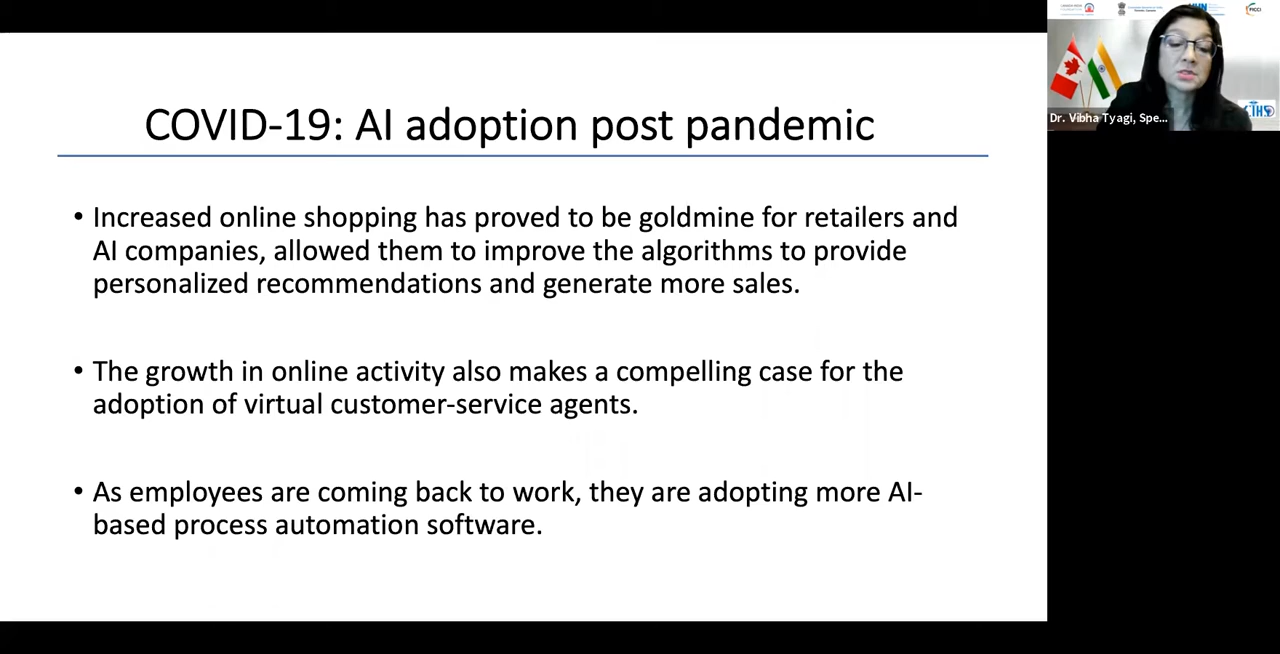 COVID-19: AI adoption post pandemic
• Increased online shopping has proved to be goldmine for retailers and
AI companies, allowed them to improve the algorithms to provide
personalized recommendations and generate more sales.
• The growth in online activity also makes a compelling case for the
adoption of virtual customer-service agents.
• As employees are coming back to work, they are adopting more AI-
based process automation software.
FICCI
Dr. Vibha Tyagi, Spe...